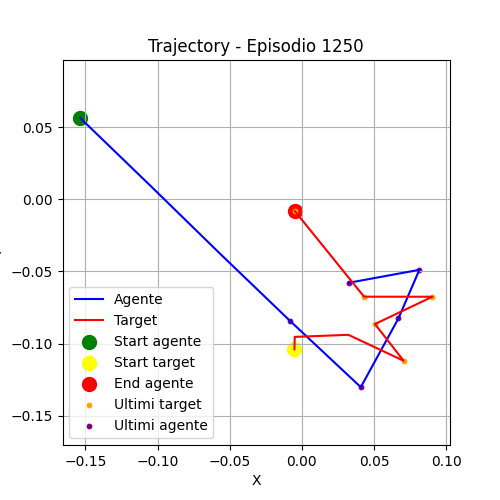 Trajectory - Episodio 1250
0.05
0.00
−0.05
−0.10
−0.15
Agente
Target
Start agente
Start target
End agente
Ultimi target
Ultimi agente
−0.15 −0.10 −0.05 0.00 0.05 0.10
X